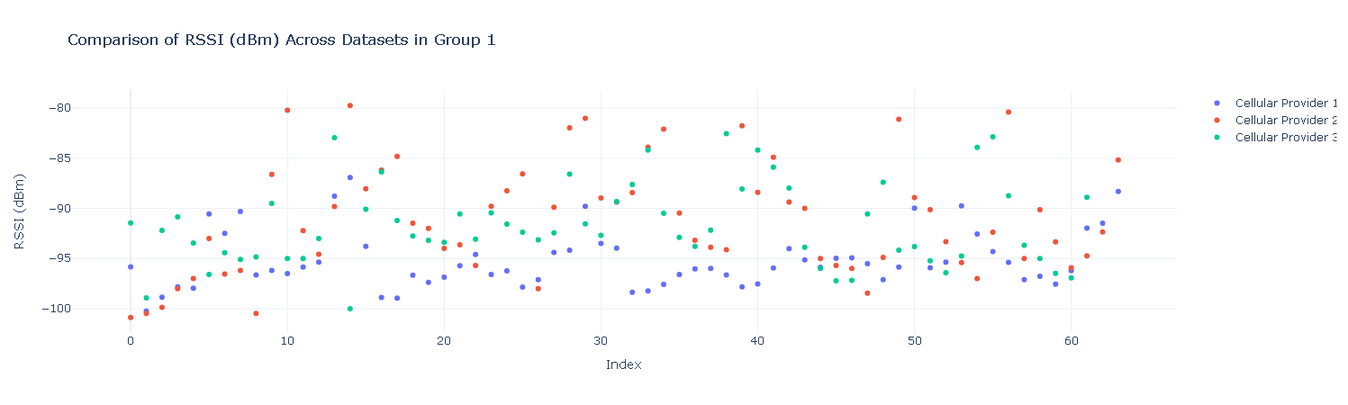 Comparison of RSSI (dBm) Across Datasets in Group 1
−80
−85
−90
−95
−100
RSSI (dBm)
0
10
20
30
40
50
60
Index
Cellular Provider 1
Cellular Provider 2
Cellular Provider 3